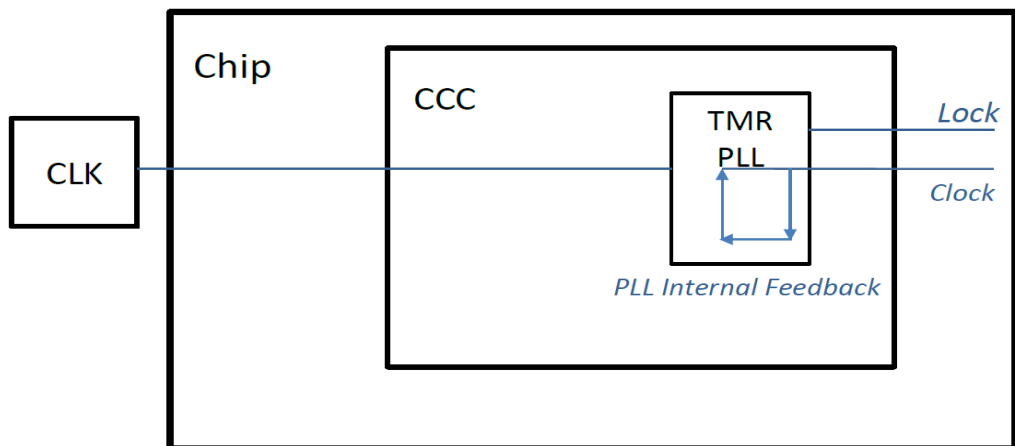 Chip
CCC
TMR
PLL
Lock
CLK
Clock
PLL Internal Feedback